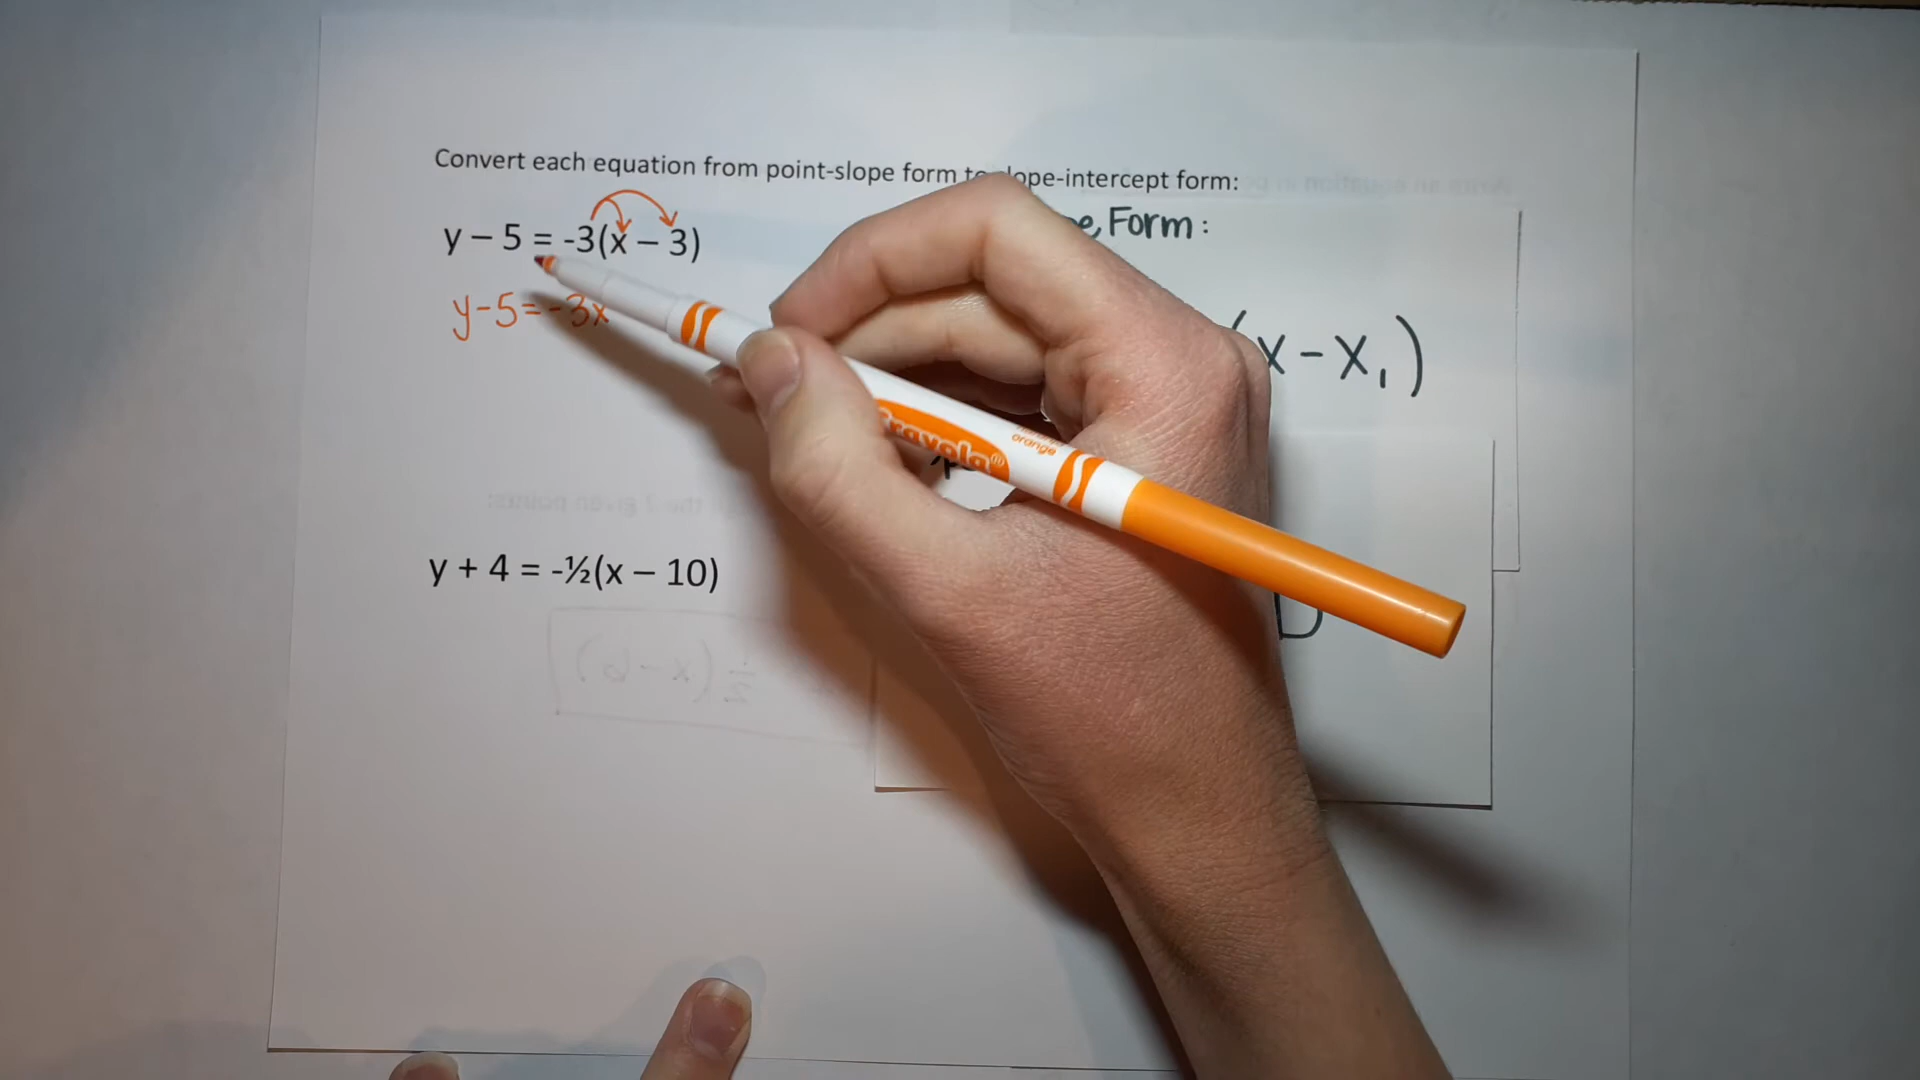 Convert each equation from point-slope form to slope-intercept form:
y – 5 = -3(x – 3)
y-5=-3x
Form:
(x-x₁)
y + 4 = -½(x – 10)
crayola
orange
b